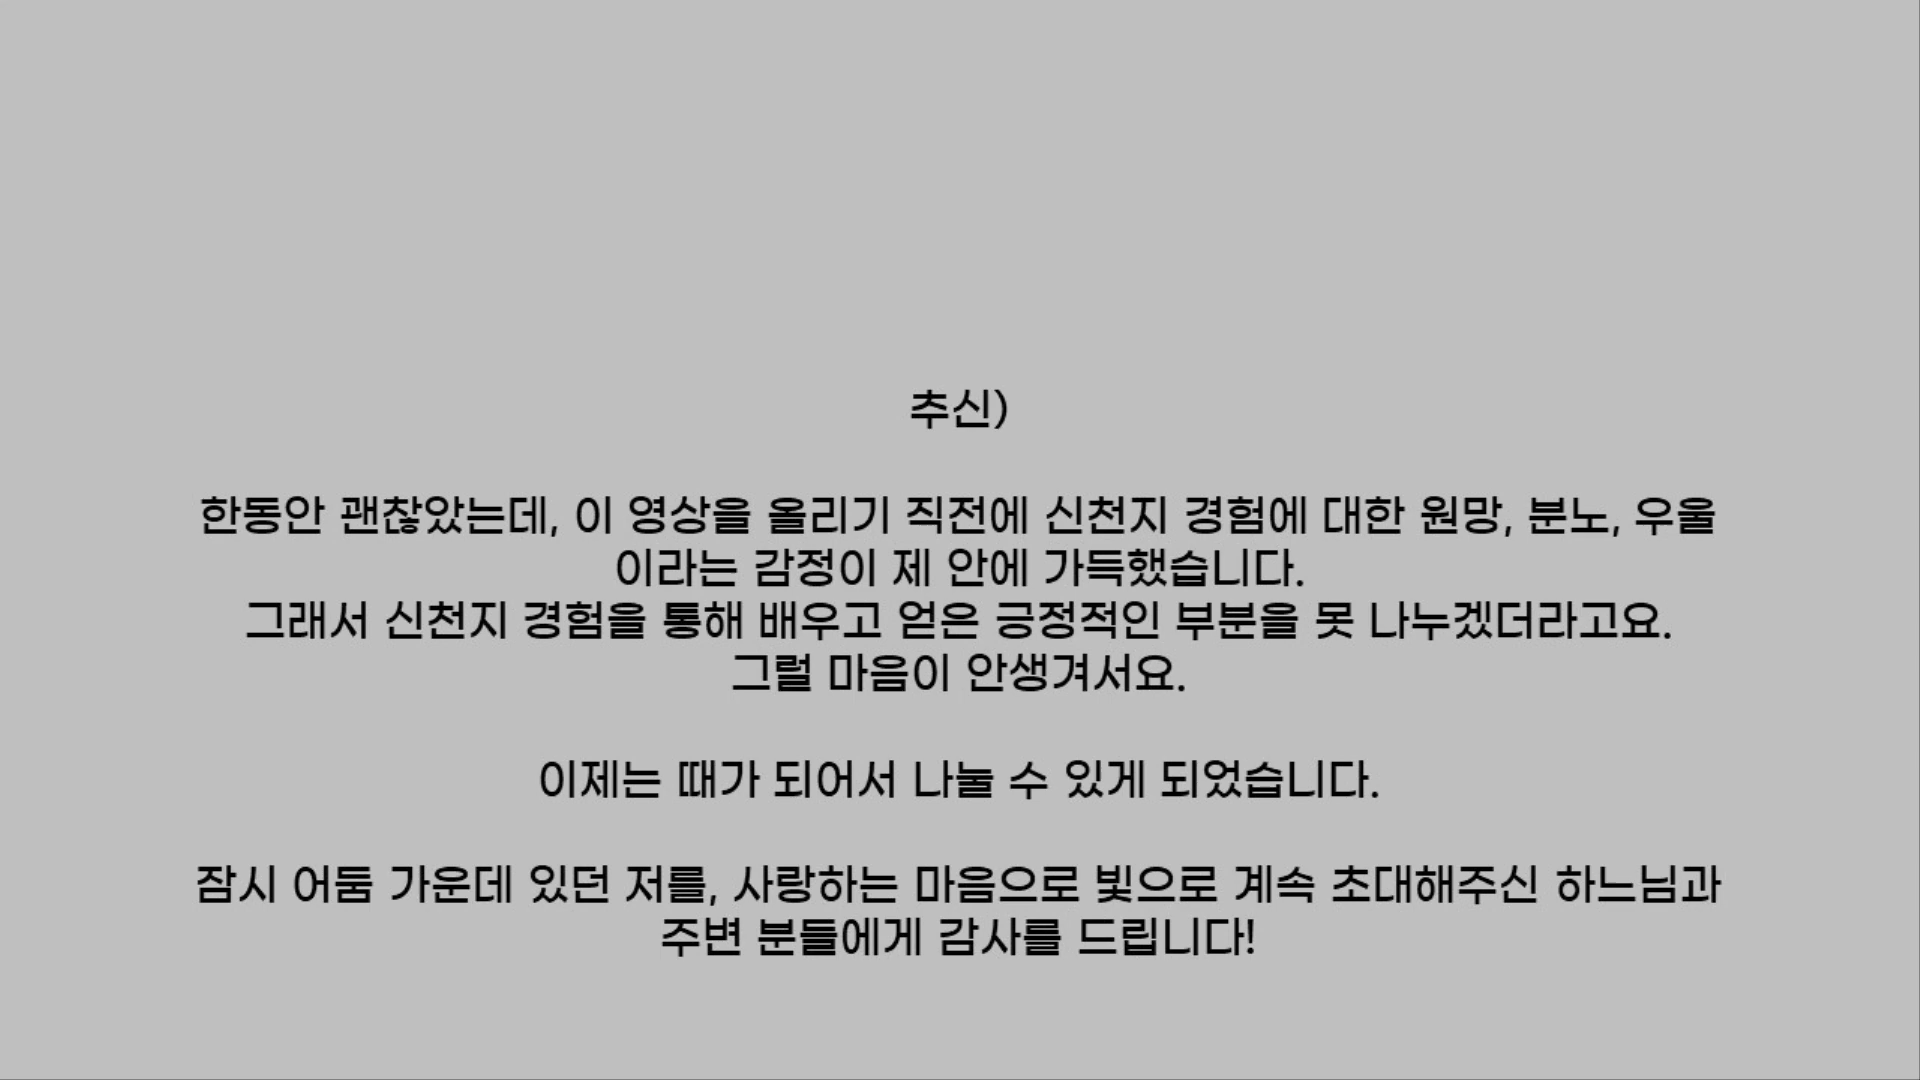 추신)
한동안 괜찮았는데, 이 영상을 올리기 직전에 신천지 경험에 대한 원망, 분노, 우울
이라는 감정이 제 안에 가득했습니다.
그래서 신천지 경험을 통해 배우고 얻은 긍정적인 부분을 못 나누겠더라고요.
그럴 마음이 안생겨서요.
이제는 때가 되어서 나눌 수 있게 되었습니다.
잠시 어둠 가운데 있던 저를, 사랑하는 마음으로 빛으로 계속 초대해주신 하느님과
주변 분들에게 감사를 드립니다!